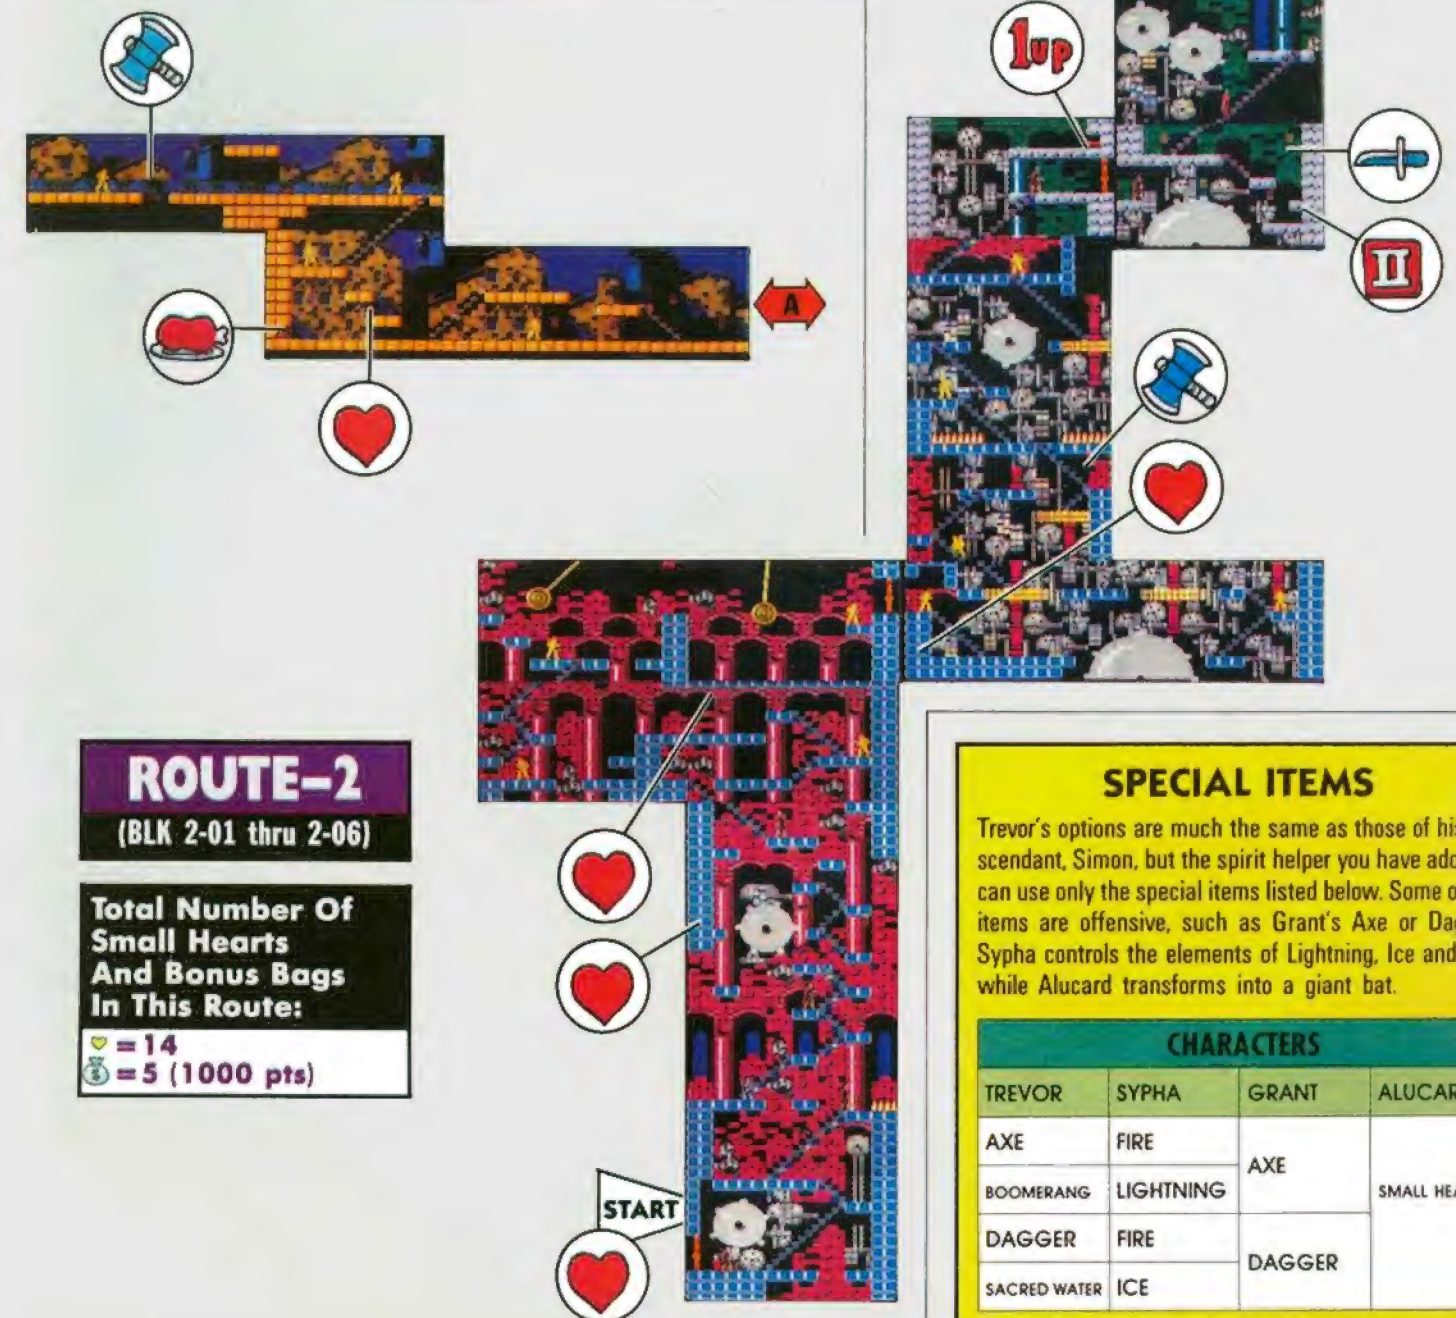 1up
II
A
ROUTE-2
(BLK 2-01 thru 2-06)
Total Number Of
Small Hearts
And Bonus Bags
In This Route:
= 14
$ = 5 (1000 pts)
START
SPECIAL ITEMS
Trevor's options are much the same as those of his
scendant, Simon, but the spirit helper you have
can use only the special items listed below. Some
items are offensive, such as Grant's Axe or
Sypha controls the elements of Lightning, Ice and
while Alucard transforms into a giant bat.
CHARACTERS
TREVOR SYPHA GRANT ALUCAR
AXE FIRE AXE
BOOMERANG LIGHTNING SMALL
DAGGER FIRE DAGGER
SACRED WATER ICE